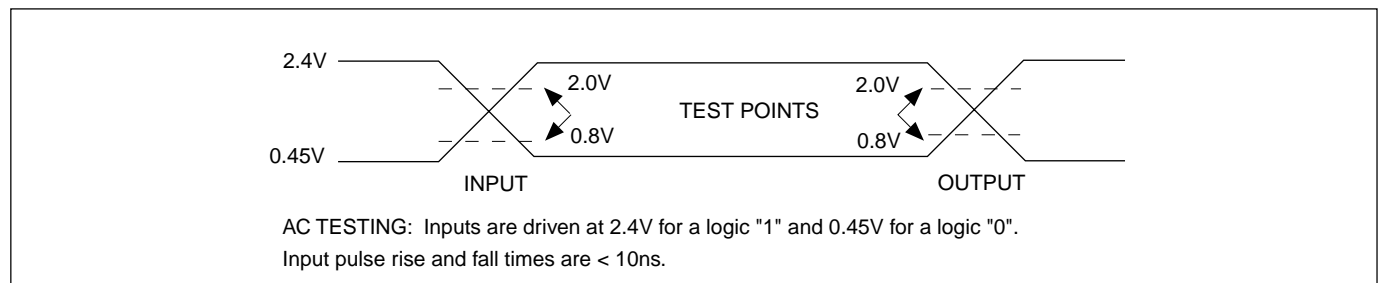 2.4V
2.0V
2.0V
TEST POINTS
0.8V
0.8V
0.45V
INPUT
OUTPUT
AC TESTING: Inputs are driven at 2.4V for a logic "1" and 0.45V for a logic "0".
Input pulse rise and fall times are < 10ns.